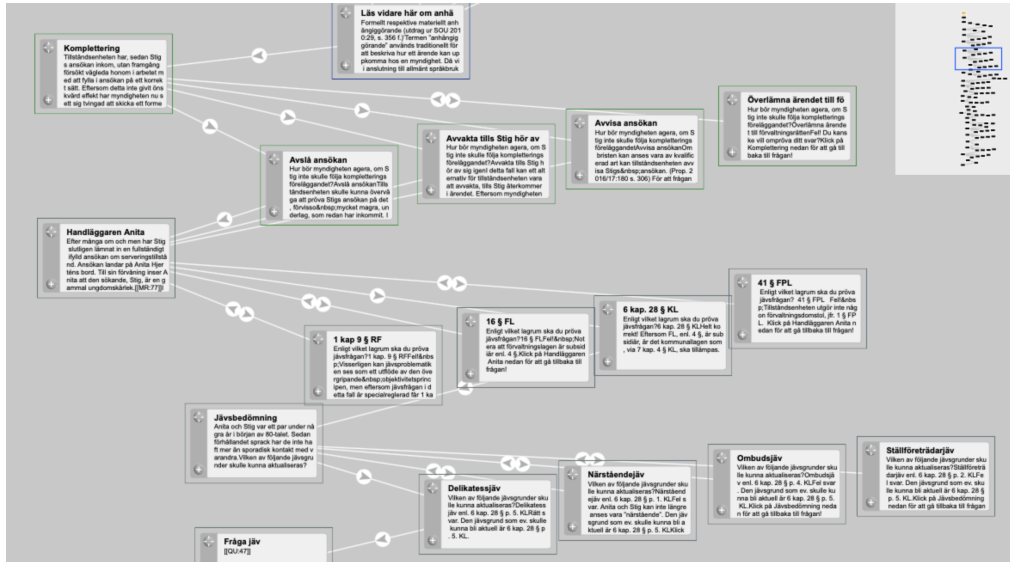 Läs vidare här om anhä
Formellt respektive materiellt anh
ängiggörande (utdrag ur SOU 201
0:29, s. 356 f.)"Termen "anhängig
görande" används traditionellt för
att beskriva hur ett ärende kan up
pkomma hos en myndighet. Då vi
i anslutning till allmänt språkbruk
Komplettering
Tillståndsenheten har, sedan Stig
s ansökan inkom, utan framgång
försökt vägleda honom i arbetet m
ed att fylla i ansökan på ett korrek
t sätt. Eftersom detta inte givit öns
kvärd effekt har myndigheten nu s
ett sig tvingad att skicka ett forme
Överlämna ärendet till fö
Hur bör myndigheten agera, om S
tig inte skulle följa kompletterings
föreläggandet?Överlämna ärende
t till förvaltningsrättenFel! Du kans
ke vill ompröva ditt svar?Klicka på
Komplettering nedan för att gå till
baka till frågan!
Avvisa ansökan
Hur bör myndigheten agera, om S
tig inte skulle följa kompletterings
föreläggandetAvvisa ansökanOm
bristen kan anses vara av kvalific
erad art kan tillståndsenheten avv
isa Stigs&nbsp;ansökan. (Prop. 2
016/17:180 s. 306) För att frågan
Avvakta tills Stig hör av
Hur bör myndigheten agera, om S
tig inte skulle följa kompletterings
föreläggandet?Avvakta tills Stig h
ör av sig igenI detta fall kan ett alt
ernativ för tillståndsenheten vara
att avvakta, tills Stig återkommer
i ärendet. Eftersom myndigheten
Avslå ansökan
Hur bör myndigheten agera, om S
tig inte skulle följa kompletterings
föreläggandet?Avslå ansökanTills
tåndsenheten skulle kunna övervä
ga att pröva Stigs ansökan på det
, förvisso&nbsp;mycket magra, un
derlag, som redan har inkommit. I
Handläggaren Anita
Efter många om och men har Stig
slutligen lämnat in en fullständigt
ifylld ansökan om serveringstillstå
nd. Ansökan landar på Anita Hjer
téns bord. Till sin förvåning inser A
nita att den sökande, Stig, är en g
ammal ungdomskärlek.[[MR:77]]
41 § FPL
Enligt vilket lagrum ska du pröva
jävsfrågan? 41 § FPL Fel!&nbs
p;Tillståndsenheten utgör inte någ
on förvaltningsdomstol, jfr. 1 § FP
L. Klick på Handläggaren Anita n
edan för att gå tillbaka till frågan!
6 kap. 28 § KL
Enligt vilket lagrum ska du pröva
jävsfrågan?6 kap. 28 § KLHelt ko
rrekt! Eftersom FL, enl. 4 §, är sub
sidiär, är det kommunallagen som
, via 7 kap. 4 § KL, ska tillämpas.
16 § FL
Enligt vilket lagrum ska du pröva
jävsfrågan?16 § FLFel!&nbsp;Not
era att förvaltningslagen är subsid
iär enl. 4 §.Klick på Handläggaren
Anita nedan för att gå tillbaka till
frågan!
1 kap 9 § RF
Enligt vilket lagrum ska du pröva
jävsfrågan?1 kap. 9 § RFFel!&nbs
p;Visserligen kan jävsproblematik
en ses som ett utflöde av den öve
rgripande&nbsp;objektivitetsprinc
ipen, men eftersom jävsfrågan i d
etta fall är specialreglerad får 1 ka
Jävsbedömning
Anita och Stig var ett par under nå
gra år i början av 80-talet. Sedan
förhållandet sprack har de inte ha
ft mer än sporadisk kontakt med v
arandra.Vilken av följande jävsgru
nder skulle kunna aktualiseras?
Ställföreträdarjäv
Vilken av följande jävsgrunder sku
lle kunna aktualiseras?Ställföreträ
darjäv enl. 6 kap. 28 § p. 2. KLFe
l svar. Den jävsgrund som ev. skul
le kunna bli aktuell är 6 kap. 28 §
p. 5. KL.Klick på Jävsbedömning
nedan för att gå tillbaka till frågan
Ombudsjäv
Vilken av följande jävsgrunder sku
lle kunna aktualiseras?Ombudsjä
v enl. 6 kap. 28 § p. 4. KLFel svar
. Den jävsgrund som ev. skulle ku
nna bli aktuell är 6 kap. 28 § p. 5.
KL.Klick på Jävsbedömning neda
n för att gå tillbaka till frågan!
Närståendejäv
Vilken av följande jävsgrunder sku
lle kunna aktualiseras?Närståend
ejäv enl. 6 kap. 28 § p. 1. KLFel s
var. Anita och Stig kan inte längre
anses vara "närstående". Den jäv
sgrund som ev. skulle kunna bli a
ktuell är 6 kap. 28 § p. 5. KLKlick
Delikatessjäv
Vilken av följande jävsgrunder sku
lle kunna aktualiseras?Delikatess
jäv enl. 6 kap. 28 § p. 5. KLRätt s
var. Den jävsgrund som ev. skulle
kunna bli aktuell är 6 kap. 28 § p
. 5. KL.
Fråga jäv
[[QU:47]]